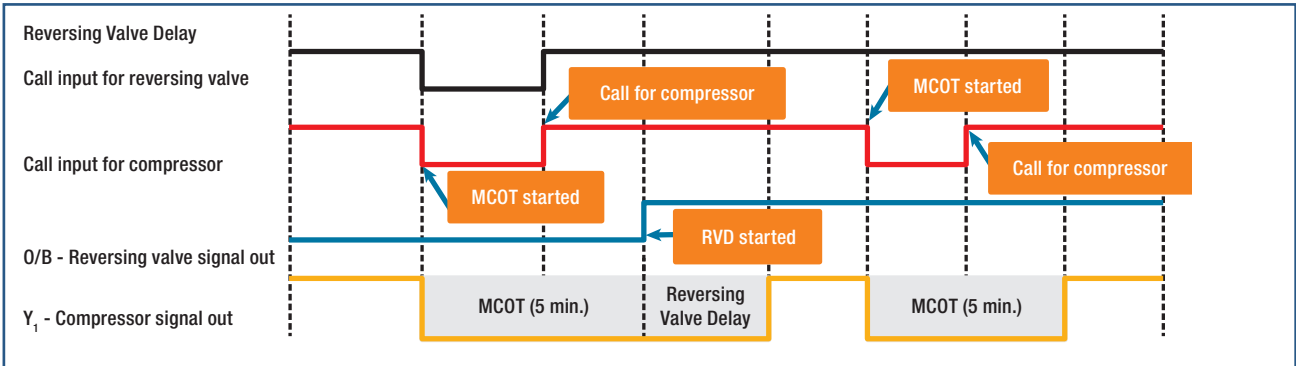 Reversing Valve Delay
Call input for reversing valve
Call for compressor
MCOT started
Call input for compressor
MCOT started
Call for compressor
RVD started
O/B - Reversing valve signal out
Y1 - Compressor signal out
MCOT (5 min.)
Reversing
Valve Delay
MCOT (5 min.)